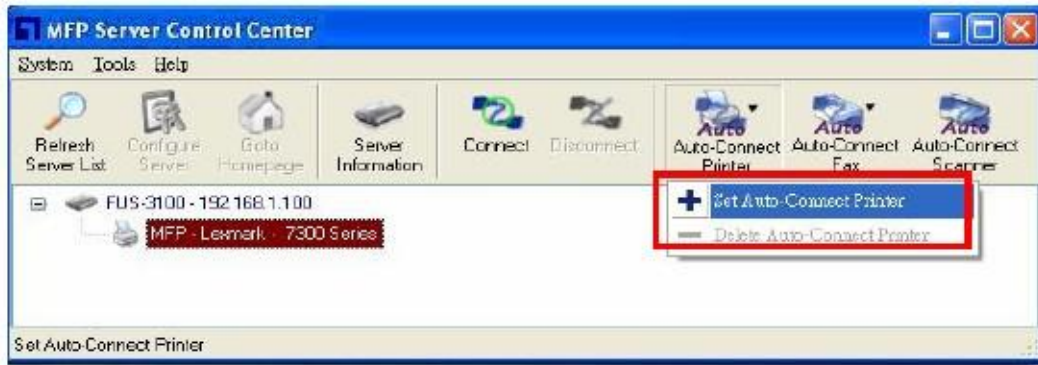 MFP Server Control Center
System Tools Help
Refresh Server List
Configure Server
Goto Homepage
Server Information
Connect
Disconnect
Auto
Auto-Connect Printer
Auto
Auto-Connect Fax
Auto
Auto-Connect Scanner
FUS-3100 - 192.168.1.100
MFP - Lexmark - 7300 Series
Set Auto-Connect Printer
Delete Auto-Connect Printer
Set Auto-Connect Printer